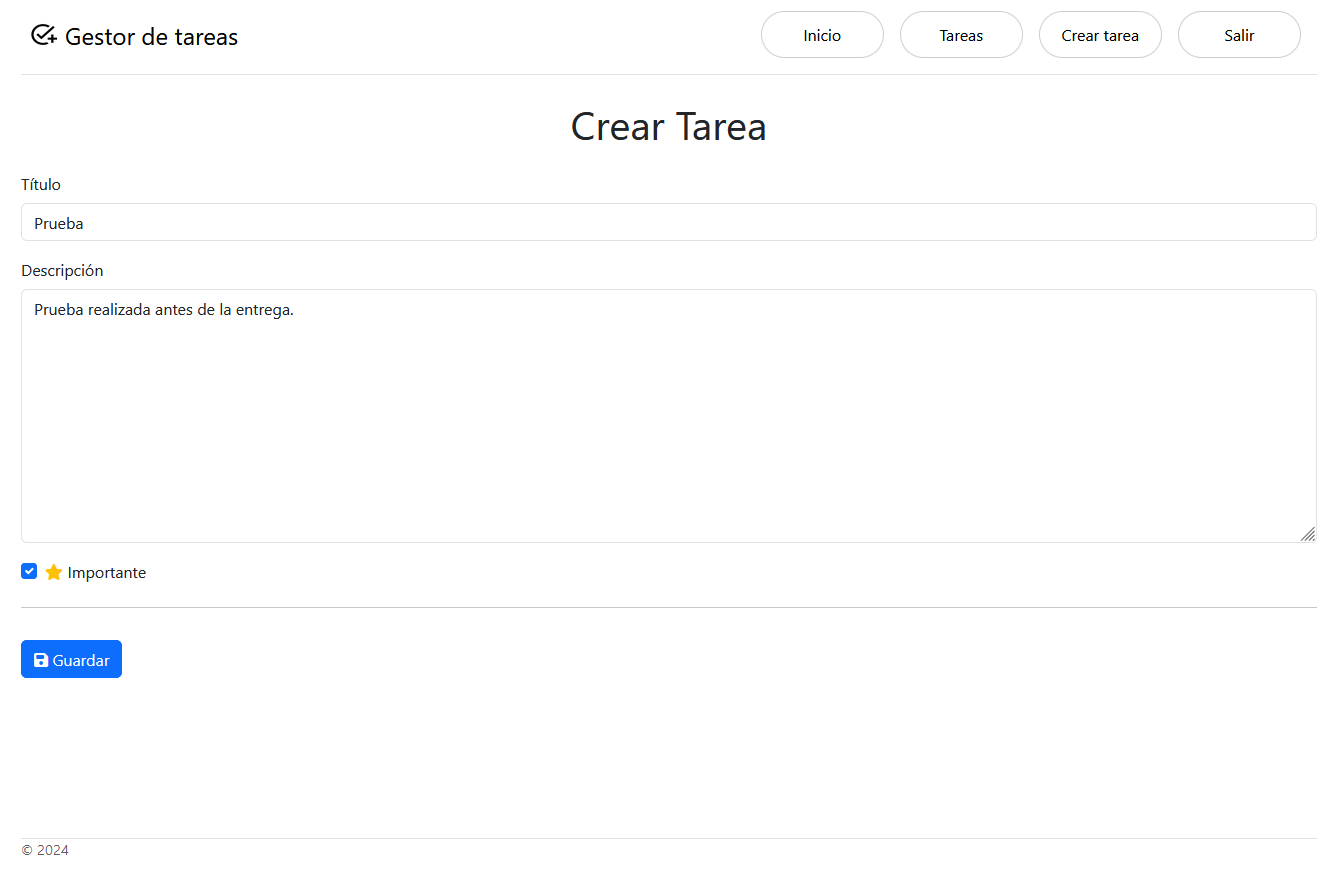 Gestor de tareas
Inicio
Tareas
Crear tarea
Salir
Crear Tarea
Título
Prueba
Descripción
Prueba realizada antes de la entrega.
Importante
Guardar
© 2024